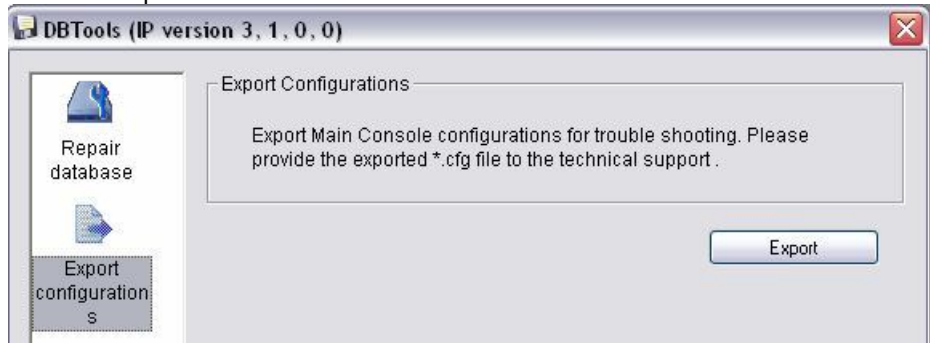 DBTools (IP version 3, 1, 0, 0)
Repair
database
Export
configuration
s
Export Configurations
Export Main Console configurations for trouble shooting. Please
provide the exported *.cfg file to the technical support .
Export